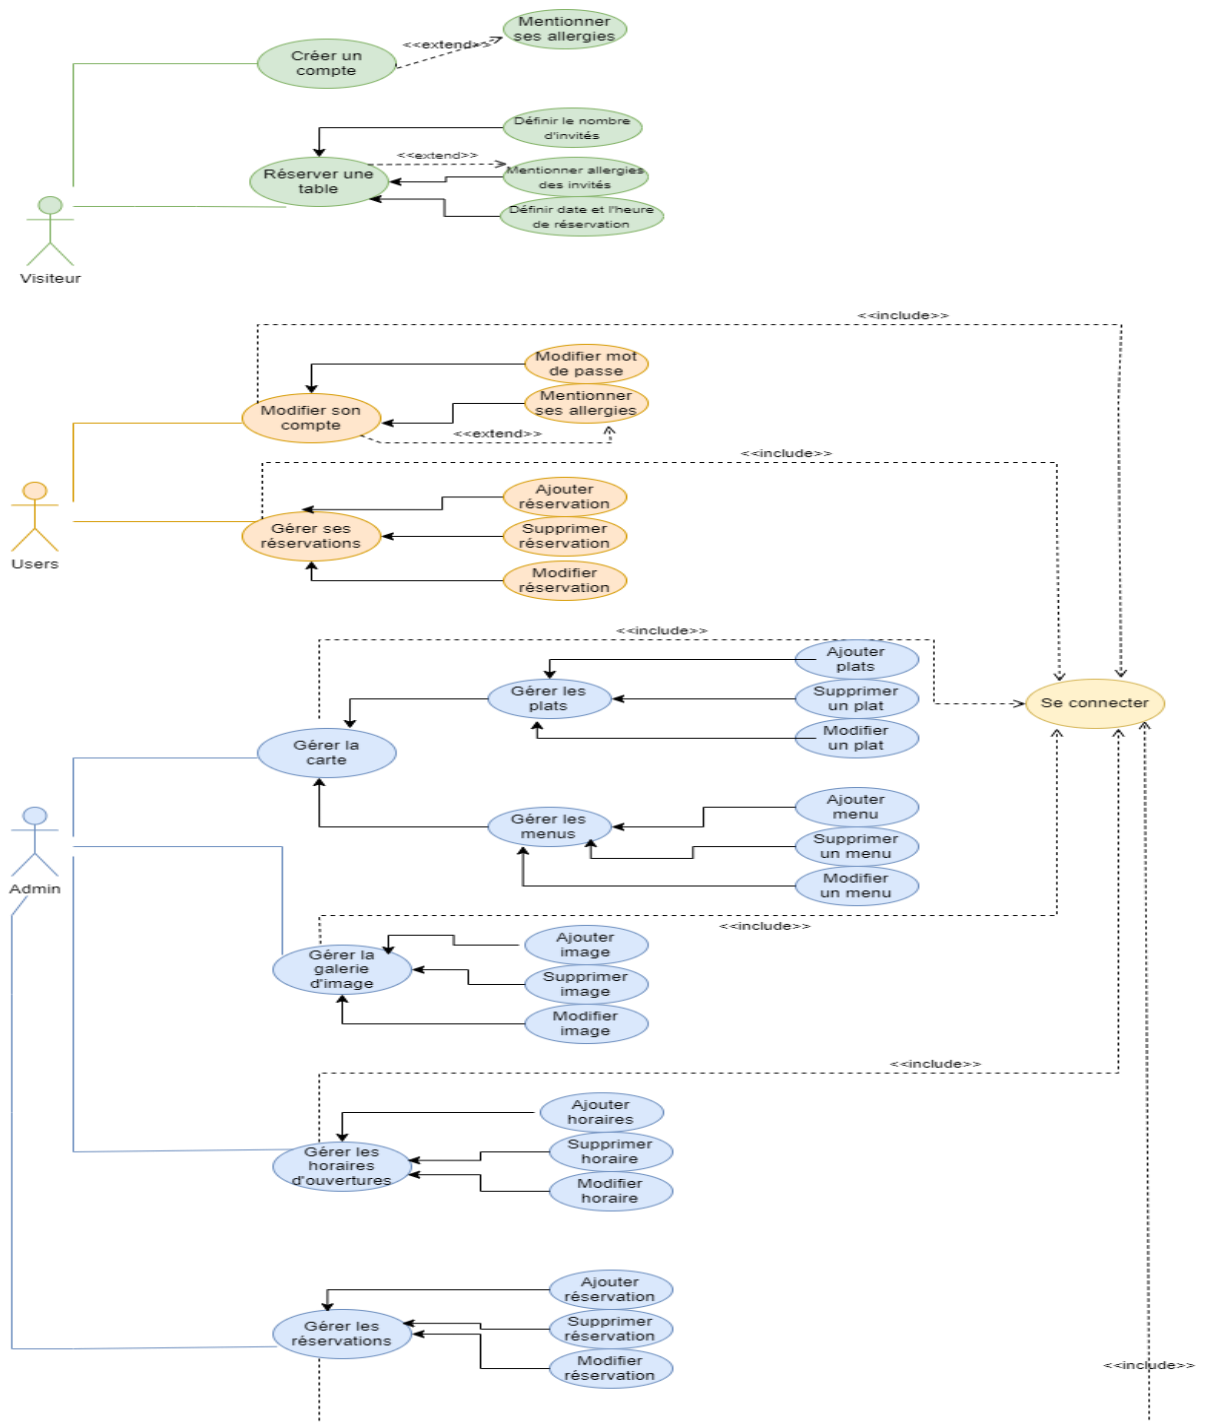 Mentionner
ses allergies
<<extend>>
Créer un
compte
Définir le nombre
d'invités
<<extend>>
Réserver une
table
Mentionner allergies
des invités
Définir date et l'heure
de réservation
Visiteur
<<include>>
Modifier mot
de passe
Mentionner
ses allergies
Modifier son
compte
<<extend>>
<<include>>
Ajouter
réservation
Gérer ses
réservations
Supprimer
réservation
Users
Modifier
réservation
<<include>>
Ajouter
plats
Gérer les
plats
Supprimer
un plat
Se connecter
Modifier
un plat
Gérer la
carte
Ajouter
menu
Gérer les
menus
Supprimer
un menu
Modifier
un menu
Admin
<<include>>
Ajouter
image
Gérer la
galerie
d'image
Supprimer
image
Modifier
image
<<include>>
Ajouter
horaires
Supprimer
horaire
Gérer les
horaires
d'ouvertures
Modifier
horaire
Ajouter
réservation
Supprimer
réservation
Gérer les
réservations
Modifier
réservation
<<include>>